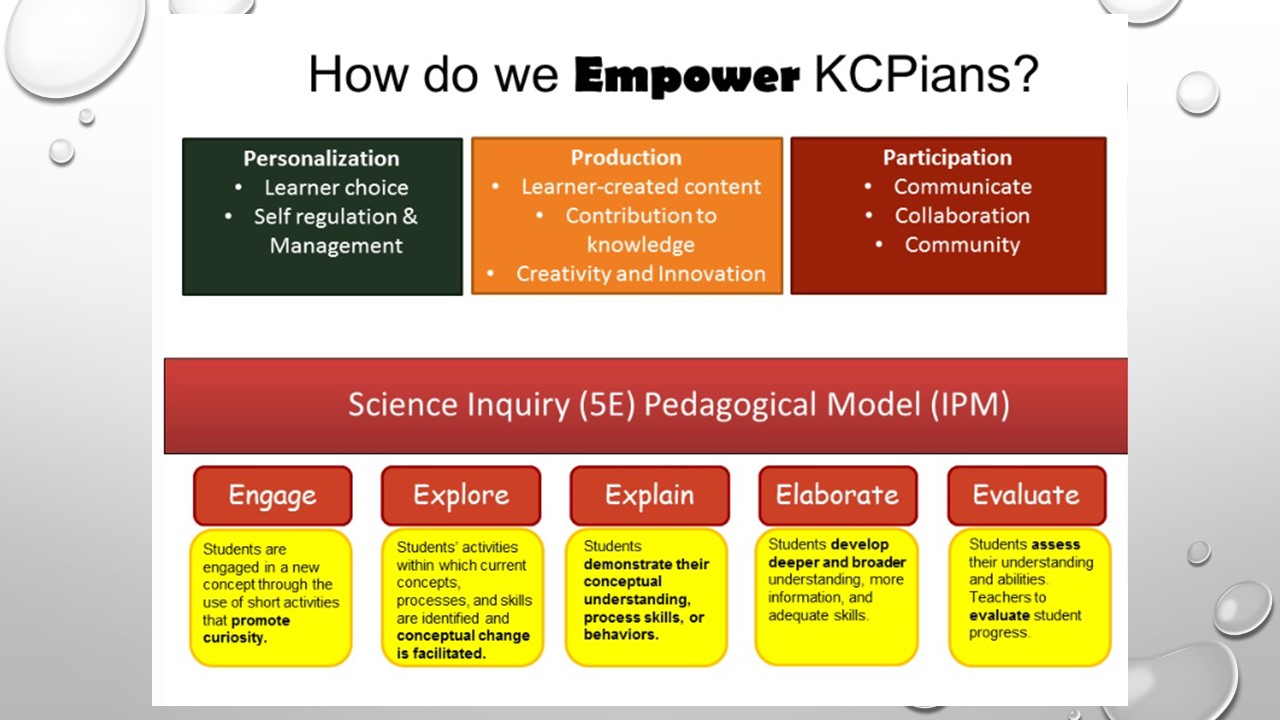 How do we Empower KCPians?
Personalization
• Learner choice
• Self regulation &
Management
Production
• Learner-created content
• Contribution to
knowledge
• Creativity and Innovation
Participation
• Communicate
• Collaboration
• Community
Science Inquiry (5E) Pedagogical Model (IPM)
Engage
Students are
engaged in a new
concept through the
use of short activities
that promote
curiosity.
Explore
Students' activities
within which current
concepts,
processes, and skills
are identified and
conceptual change
is facilitated.
Explain
Students
demonstrate their
conceptual
understanding,
process skills, or
behaviors.
Elaborate
Students develop
deeper and broader
understanding, more
information, and
adequate skills.
Evaluate
Students assess
their understanding
and abilities.
Teachers to
evaluate student
progress.